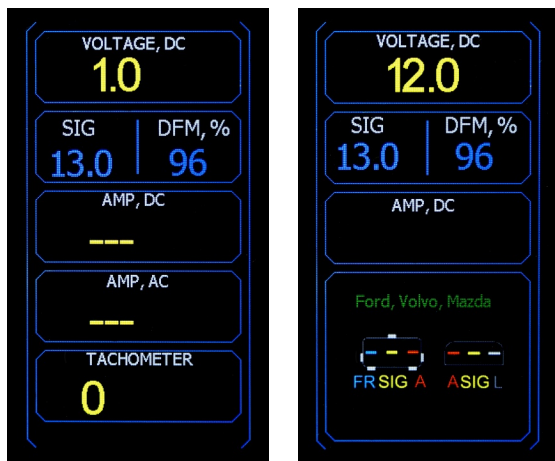 VOLTAGE, DC
1.0
SIG DFM, %
13.0 96
AMP, DC
---
AMP, AC
---
TACHOMETER
0
VOLTAGE, DC
12.0
SIG DFM, %
13.0 96
AMP, DC
Ford, Volvo, Mazda
FR SIG A A SIG L